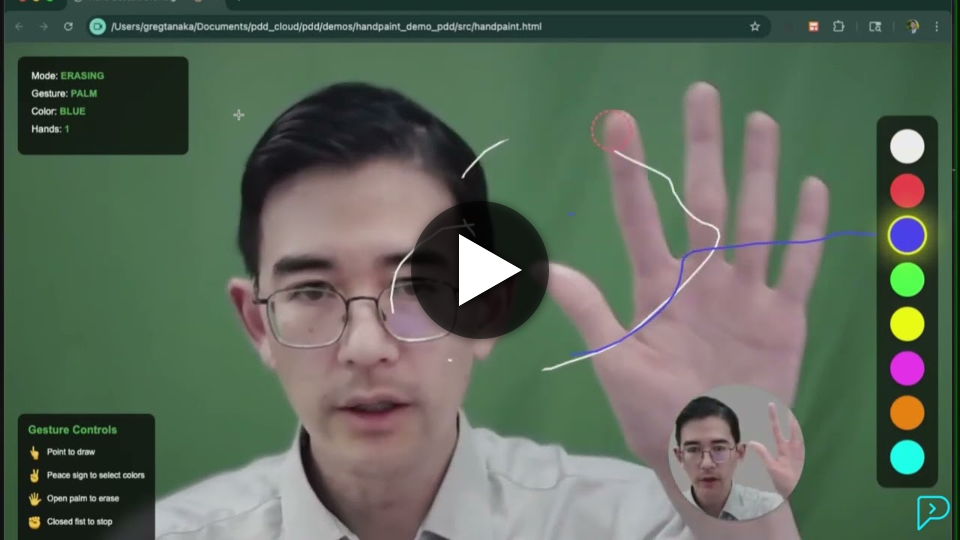 /Users/gregtanaka/Documents/pdd_cloud/pdd/demos/handpaint_demo_pdd/src/handpaint.html
Mode: ERASING
Gesture: PALM
Color: BLUE
Hands: 1
Gesture Controls
Point to draw
Peace sign to select colors
Open palm to erase
Closed fist to stop